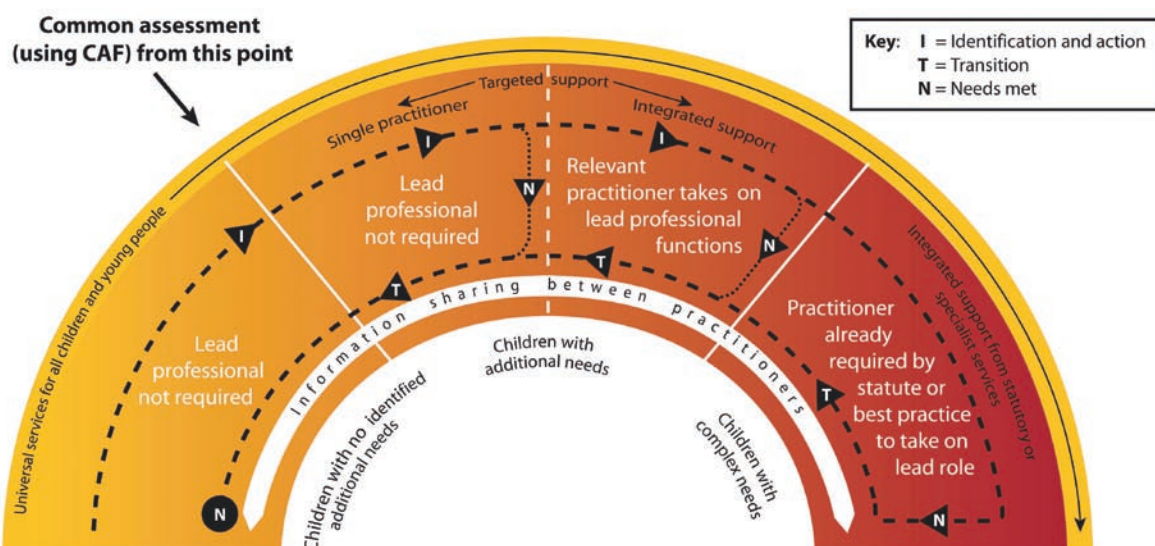 Common assessment
(using CAF) from this point
Key: I = Identification and action
T = Transition
N = Needs met
Universal services for all children and young people
Targeted support
Single practitioner
Integrated support
Integrated support from statutory or
specialist services
I
I
I
Lead
professional
not required
Lead
professional
not required
Relevant
practitioner takes on
lead professional
functions
Practitioner
already
required by
statute or
best practice
to take on
lead role
N
N
T
T
T
N
N
Information sharing between practitioners
Children with no identified
additional needs
Children with
additional needs
Children with
complex needs